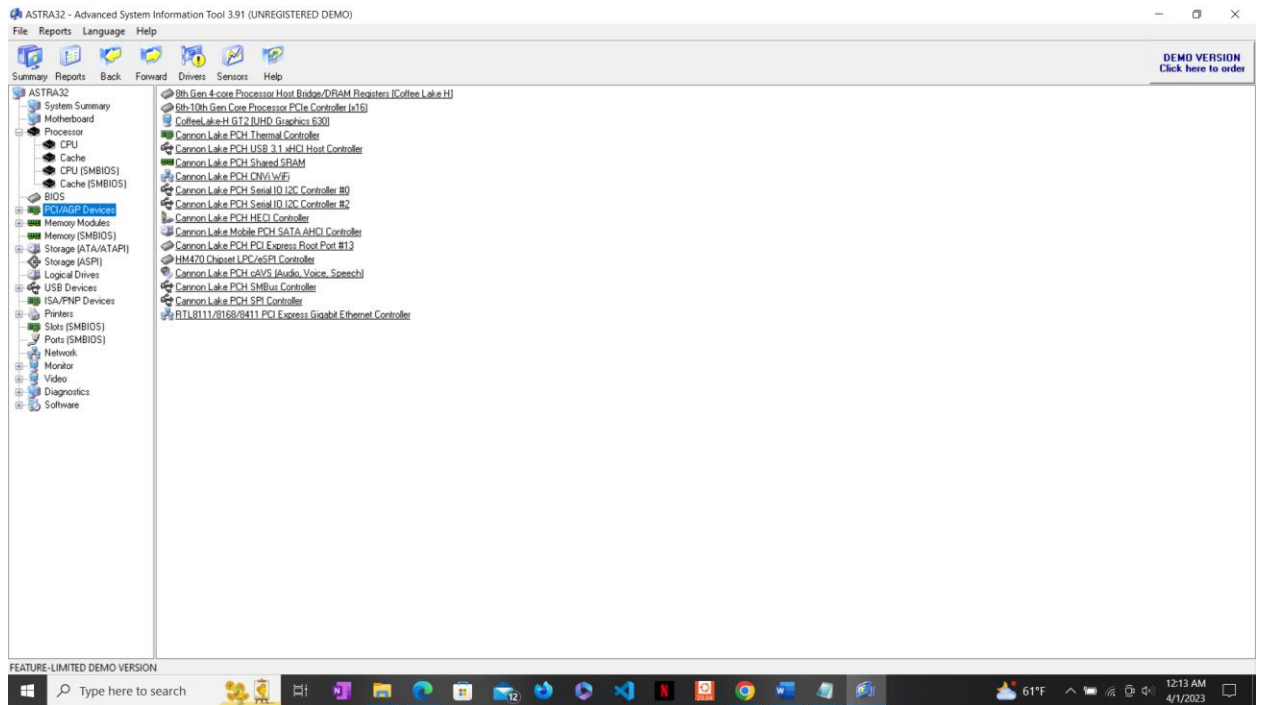 ASTRA32 - Advanced System Information Tool 3.91 (UNREGISTERED DEMO)
File Reports Language Help
Summary Reports Back Forward Drivers Sensors Help
DEMO VERSION
Click here to order
ASTRA32
System Summary
Motherboard
Processor
CPU
Cache
CPU (SMBIOS)
Cache (SMBIOS)
BIOS
PCI/AGP Devices
Memory Modules
Memory (SMBIOS)
Storage (ATA/ATAPI)
Storage (ASPI)
Logical Drives
USB Devices
ISA/PNP Devices
Printers
Slots (SMBIOS)
Ports (SMBIOS)
Network
Monitor
Video
Diagnostics
Software
8th Gen 4-core Processor Host Bridge/DRAM Registers [Coffee Lake H]
6th-10th Gen Core Processor PCIe Controller [x16]
CoffeeLake-H GT2 [UHD Graphics 630]
Cannon Lake PCH Thermal Controller
Cannon Lake PCH USB 3.1 xHCI Host Controller
Cannon Lake PCH Shared SRAM
Cannon Lake PCH CNVi WiFi
Cannon Lake PCH Serial IO I2C Controller #0
Cannon Lake PCH Serial IO I2C Controller #2
Cannon Lake PCH HECI Controller
Cannon Lake Mobile PCH SATA AHCI Controller
Cannon Lake PCH PCI Express Root Port #13
HM470 Chipset LPC/eSPI Controller
Cannon Lake PCH cAVS (Audio, Voice, Speech)
Cannon Lake PCH SMBus Controller
Cannon Lake PCH SPI Controller
RTL8111/8168/8411 PCI Express Gigabit Ethernet Controller
FEATURE-LIMITED DEMO VERSION
Type here to search
12
61°F
12:13 AM
4/1/2023